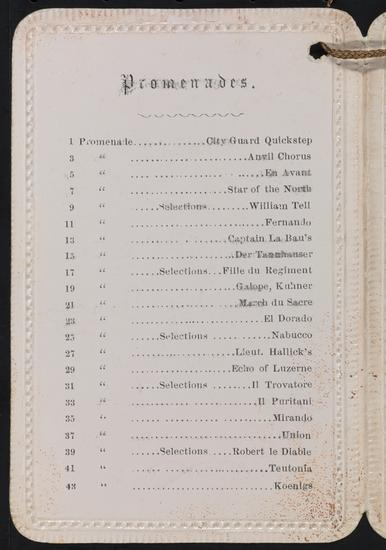 Promenades.
1 Promenade..............City Guard Quickstep
3 " ......................Anvil Chorus
5 " .........................En Avant
7 " ..................Star of the North
9 " ......Selections.........William Tell
11 " .........................Fernando
13 " ..................Captain La Bau's
15 " ...................Der Tannhauser
17 " ......Selections...Fille du Regiment
19 " ....................Galope, Kuhner
21 " ....................March du Sacre
23 " .........................El Dorado
25 " ......Selections ............Nabucco
27 " ....................Lieut. Hallick's
29 " ...................Echo of Luzerne
31 " ......Selections ........Il Trovatore
33 " ........................Il Puritani
35 " ...........................Mirando
37 " .............................Union
39 " ......Selections ....Robert le Diable
41 " ..........................Teutonia
43 " ...........................Koenigs